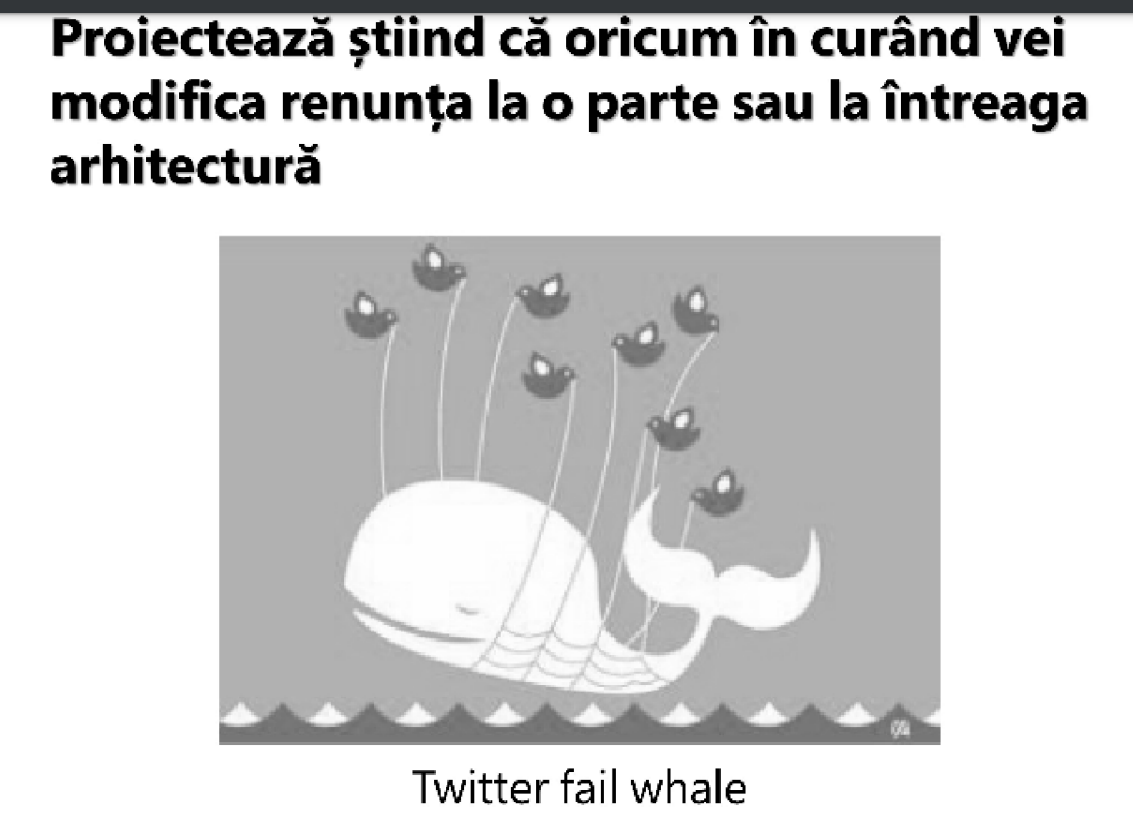 Proiectează știind că oricum în curând vei
modifica renunța la o parte sau la întreaga
arhitectură
Twitter fail whale